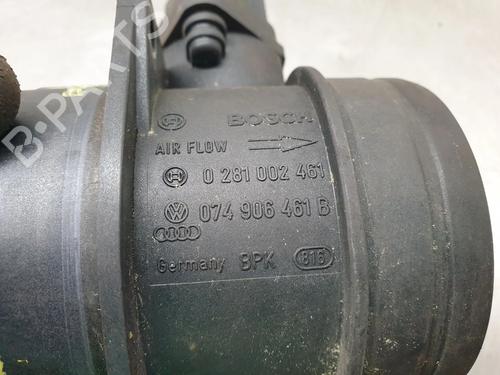 B-PARTS
BOSCH
AIR FLOW
0 281 002 461
074 906 461 B
Germany BPK 816